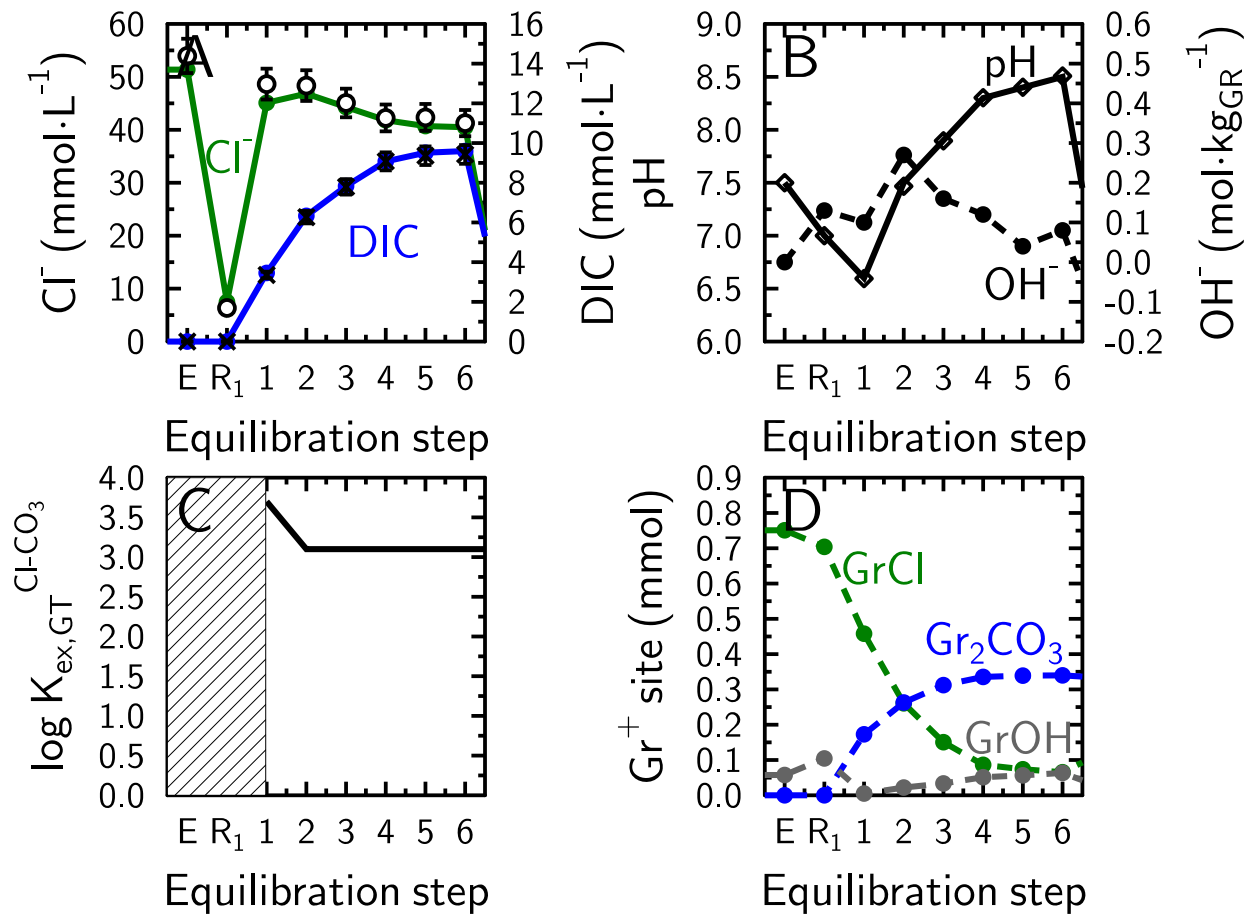 A
Cl⁻ (mmol·L⁻¹)
60
50
40
30
20
10
0
Cl⁻
DIC
16
14
12
10
8
6
4
2
0
DIC (mmol·L⁻¹)
E R₁ 1 2 3 4 5 6
Equilibration step
B
pH
9.0
8.5
8.0
7.5
7.0
6.5
6.0
pH
OH⁻
0.6
0.5
0.4
0.3
0.2
0.1
0.0
-0.1
-0.2
OH⁻ (mol·kg_GR⁻¹)
E R₁ 1 2 3 4 5 6
Equilibration step
C
log K_ex,GT^Cl-CO₃
4.0
3.5
3.0
2.5
2.0
1.5
1.0
0.5
0.0
E R₁ 1 2 3 4 5 6
Equilibration step
D
Gr⁺ site (mmol)
0.9
0.8
0.7
0.6
0.5
0.4
0.3
0.2
0.1
0.0
GrCl
Gr₂CO₃
GrOH
E R₁ 1 2 3 4 5 6
Equilibration step